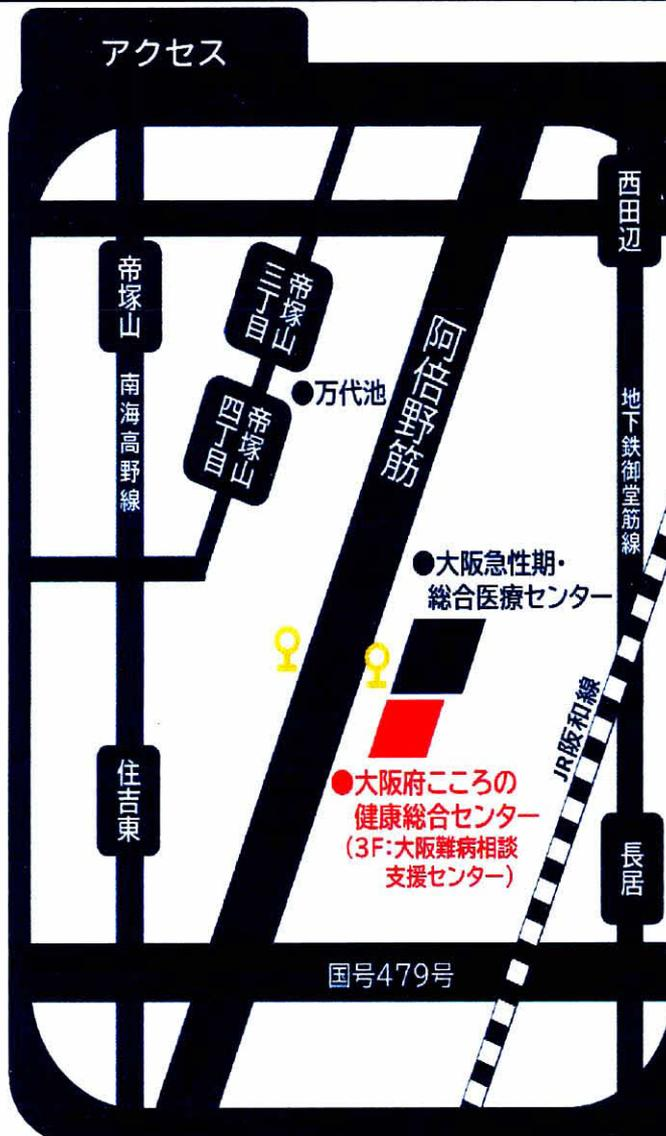 アクセス
西田辺
帝塚山
帝塚山
三丁目
阿倍野筋
●万代池
南海高野線
帝塚山
四丁目
地下鉄御堂筋線
●大阪急性期・
総合医療センター
JR阪和線
住吉東
●大阪府こころの
健康総合センター
(3F:大阪難病相談
支援センター)
長居
国号479号